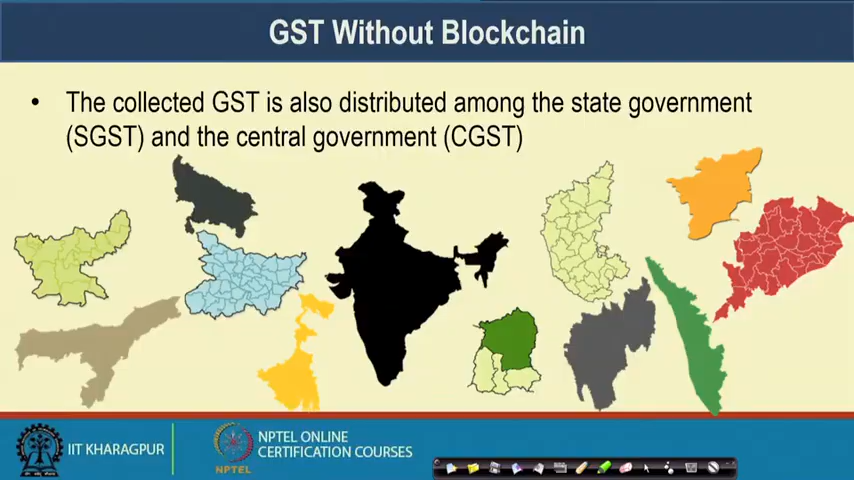 GST Without Blockchain
• The collected GST is also distributed among the state government
(SGST) and the central government (CGST)
IIT KHARAGPUR
NPTEL
NPTEL ONLINE
CERTIFICATION COURSES